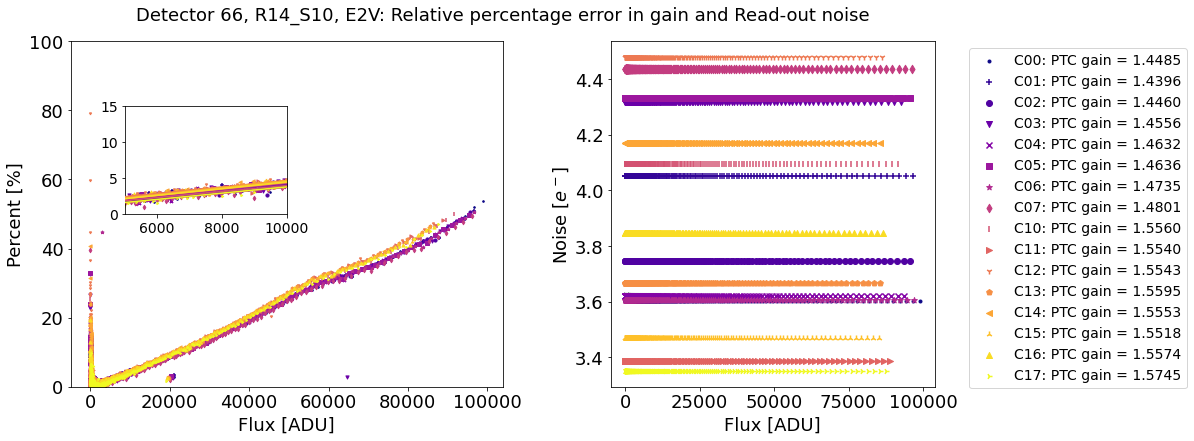 Detector 66, R14_S10, E2V: Relative percentage error in gain and Read-out noise
Percent [%]
100
80
60
40
20
0
15
10
5
0
6000 8000 10000
0 20000 40000 60000 80000 100000
Flux [ADU]
Noise [e⁻]
4.4
4.2
4.0
3.8
3.6
3.4
0 25000 50000 75000 100000
Flux [ADU]
C00: PTC gain = 1.4485
C01: PTC gain = 1.4396
C02: PTC gain = 1.4460
C03: PTC gain = 1.4556
C04: PTC gain = 1.4632
C05: PTC gain = 1.4636
C06: PTC gain = 1.4735
C07: PTC gain = 1.4801
C10: PTC gain = 1.5560
C11: PTC gain = 1.5540
C12: PTC gain = 1.5543
C13: PTC gain = 1.5595
C14: PTC gain = 1.5553
C15: PTC gain = 1.5518
C16: PTC gain = 1.5574
C17: PTC gain = 1.5745